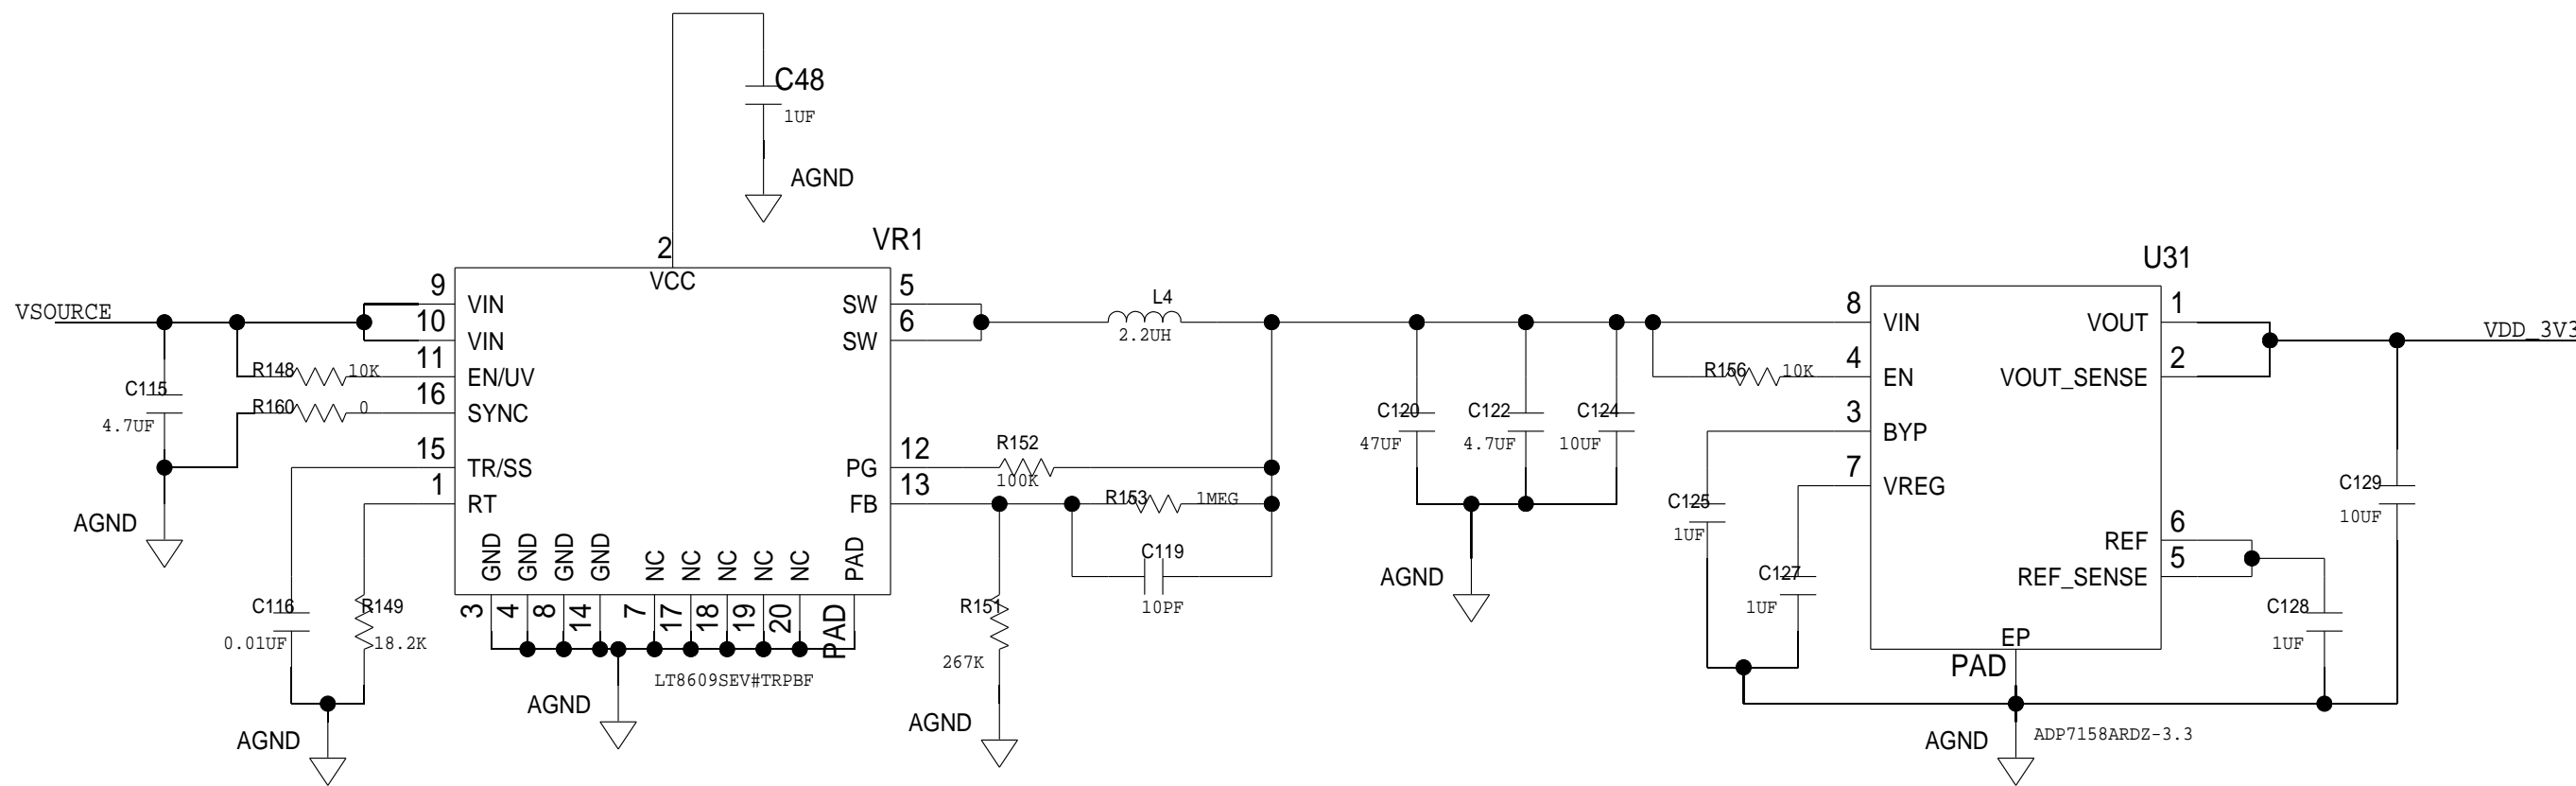 C48
1UF
AGND
VR1
2
VCC
U31
VSOURCE
9
VIN
10
VIN
11
EN/UV
16
SYNC
15
TR/SS
1
RT
R148
10K
R160
0
C115
4.7UF
AGND
C116
0.01UF
R149
18.2K
AGND
SW
5
SW
6
PG
12
FB
13
GND
GND
GND
GND
NC
NC
NC
NC
NC
PAD
3
4
8
14
7
17
18
19
20
PAD
LT8609SEV#TRPBF
AGND
L4
2.2UH
R152
100K
R153
1MEG
C119
10PF
R151
267K
AGND
C120
47UF
C122
4.7UF
C124
10UF
AGND
R156
10K
C125
1UF
C127
1UF
8
VIN
4
EN
3
BYP
7
VREG
VOUT
1
VOUT_SENSE
2
REF
6
REF_SENSE
5
EP
PAD
AGND
ADP7158ARDZ-3.3
C128
1UF
C129
10UF
VDD_3V3